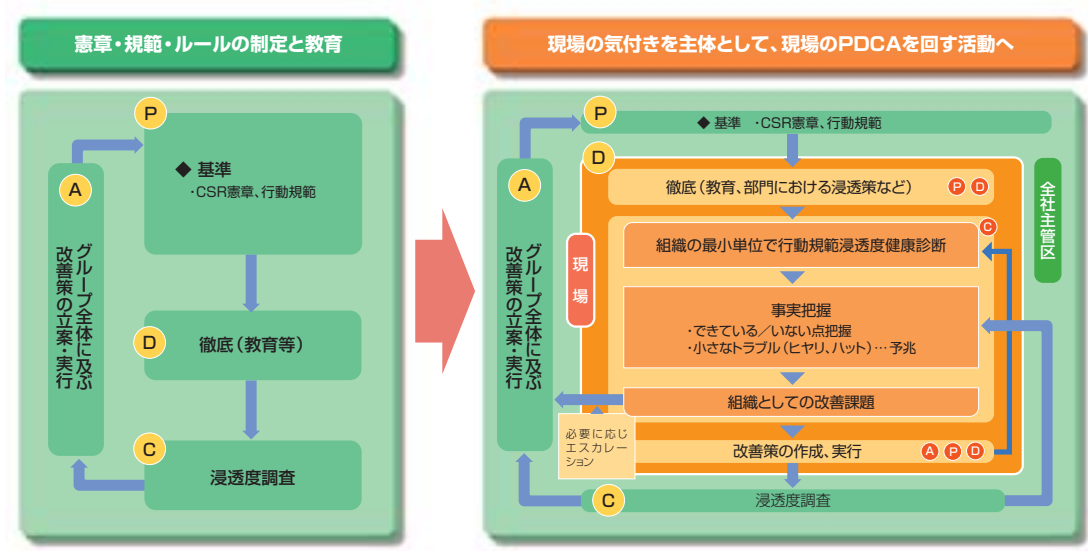 憲章・規範・ルールの制定と教育
P
◆ 基準
・CSR憲章、行動規範
A
グループ全体に及ぶ
改善策の立案・実行
D
徹底（教育等）
C
浸透度調査
現場の気付きを主体として、現場のPDCAを回す活動へ
P
◆ 基準　・CSR憲章、行動規範
D
徹底（教育、部門における浸透策など）
P D
A
グループ全体に及ぶ
改善策の立案・実行
現場
全社主管区
C
組織の最小単位で行動規範浸透度健康診断
事実把握
・できている／いない点把握
・小さなトラブル（ヒヤリ、ハット）…予兆
組織としての改善課題
必要に応じ
エスカレー
ション
改善策の作成、実行
A P D
C
浸透度調査